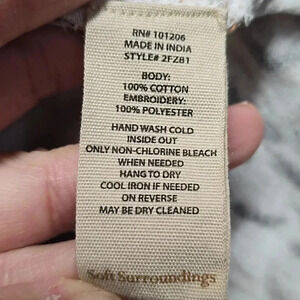 RN# 101206
MADE IN INDIA
STYLE# 2FZ81
BODY:
100% COTTON
EMBROIDERY:
100% POLYESTER
HAND WASH COLD
INSIDE OUT
ONLY NON-CHLORINE BLEACH
WHEN NEEDED
HANG TO DRY
COOL IRON IF NEEDED
ON REVERSE
MAY BE DRY CLEANED
Soft Surroundings